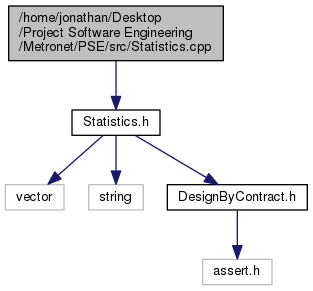 /home/jonathan/Desktop
/Project Software Engineering
/Metronet/PSE/src/Statistics.cpp
Statistics.h
vector
string
DesignByContract.h
assert.h